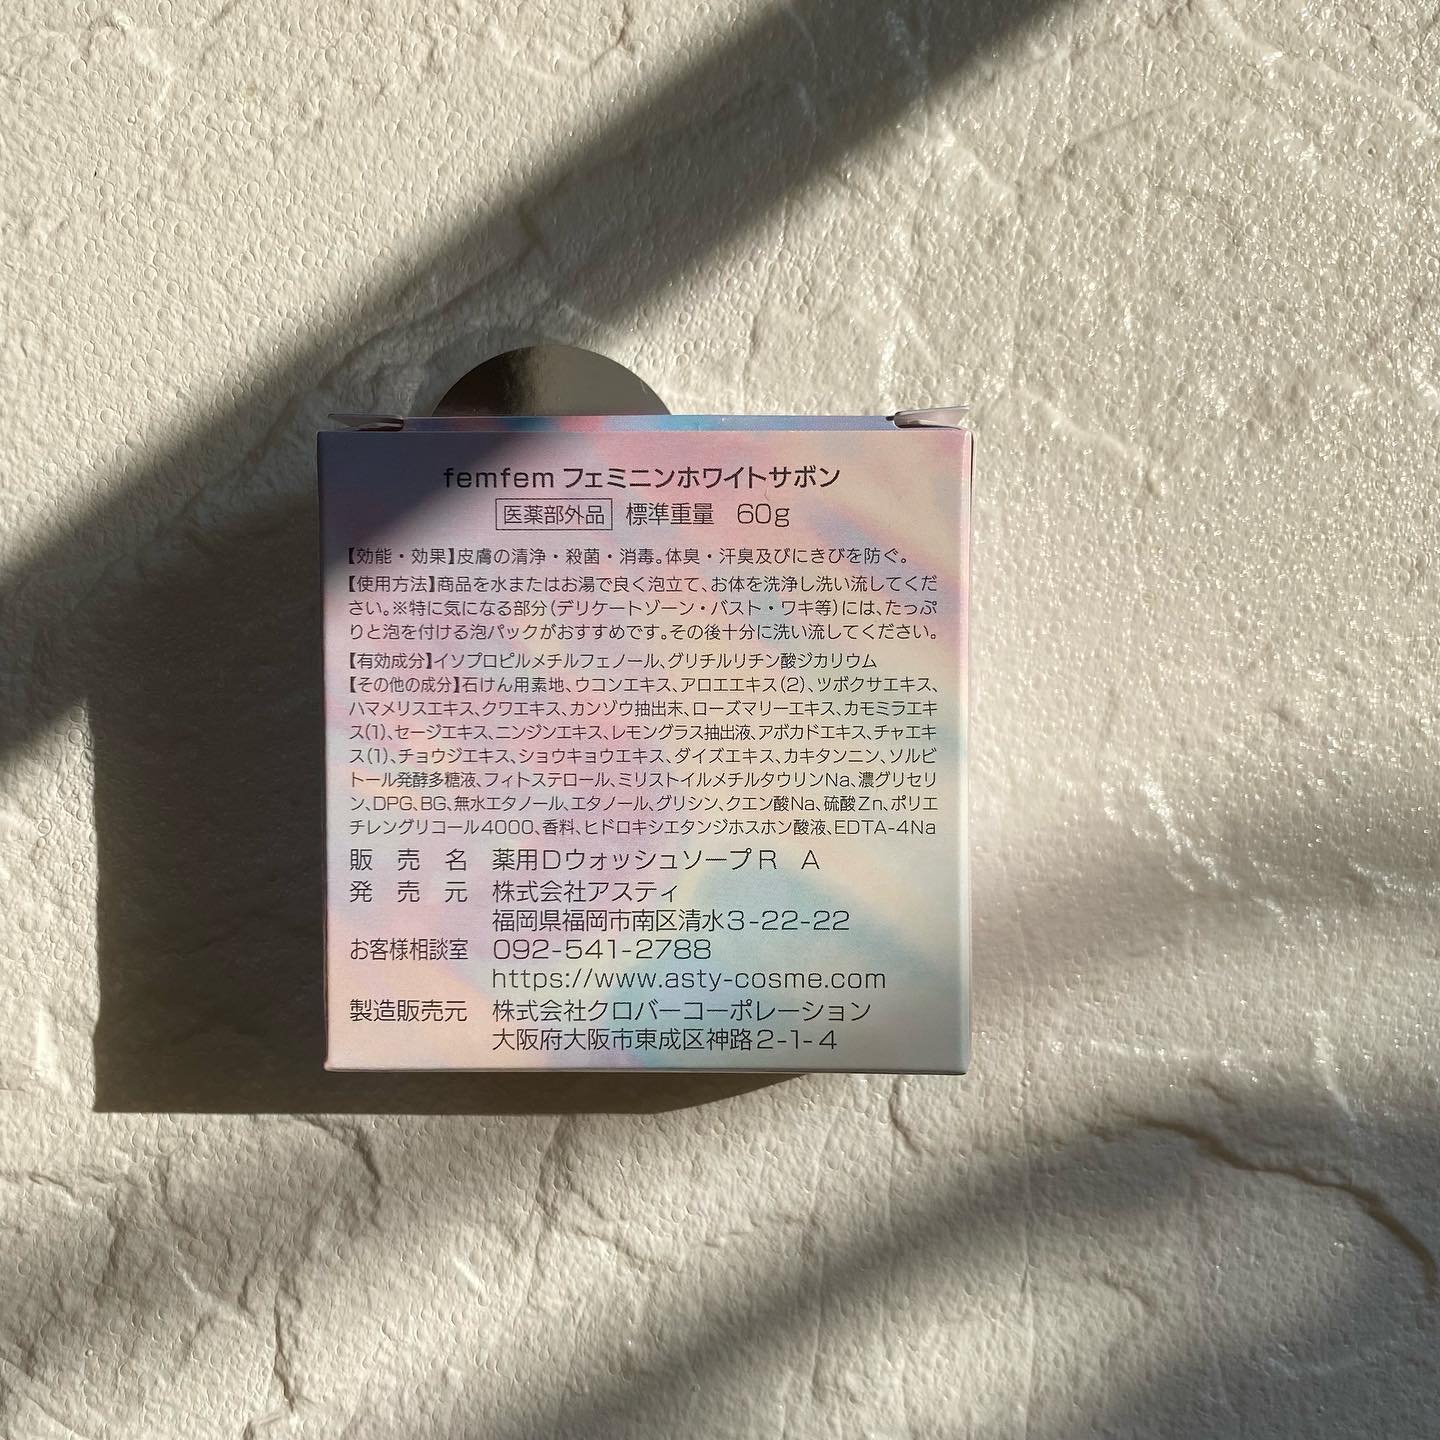 femfem フェミニンホワイトサボン
医薬部外品 標準重量 60g
【効能・効果】皮膚の清浄・殺菌・消毒。体臭・汗臭及びにきびを防ぐ。
【使用方法】商品を水またはお湯で良く泡立て、お体を洗浄し洗い流してくだ
さい。※特に気になる部分(デリケートゾーン・バスト・ワキ等)には、たっぷ
りと泡を付ける泡パックがおすすめです。その後十分に洗い流してください。
【有効成分】イソプロピルメチルフェノール、グリチルリチン酸ジカリウム
【その他の成分】石けん用素地、ウコンエキス、アロエエキス(2)、ツボクサエキス、
ハマメリスエキス、クワエキス、カンゾウ抽出末、ローズマリーエキス、カモミラエキ
ス(1)、セージエキス、ニンジンエキス、レモングラス抽出液、アボカドエキス、チャエキ
ス(1)、チョウジエキス、ショウキョウエキス、ダイズエキス、カキタンニン、ソルビ
トール発酵多糖液、フィトステロール、ミリストイルメチルタウリンNa、濃グリセリ
ン、DPG、BG、無水エタノール、エタノール、グリシン、クエン酸Na、硫酸Zn、ポリエ
チレングリコール4000、香料、ヒドロキシエタンジホスホン酸液、EDTA-4Na
販売名 薬用DウォッシュソープR A
発売元 株式会社アスティ
福岡県福岡市南区清水3-22-22
お客様相談室 092-541-2788
https://www.asty-cosme.com
製造販売元 株式会社クロバーコーポレーション
大阪府大阪市東成区神路2-1-4